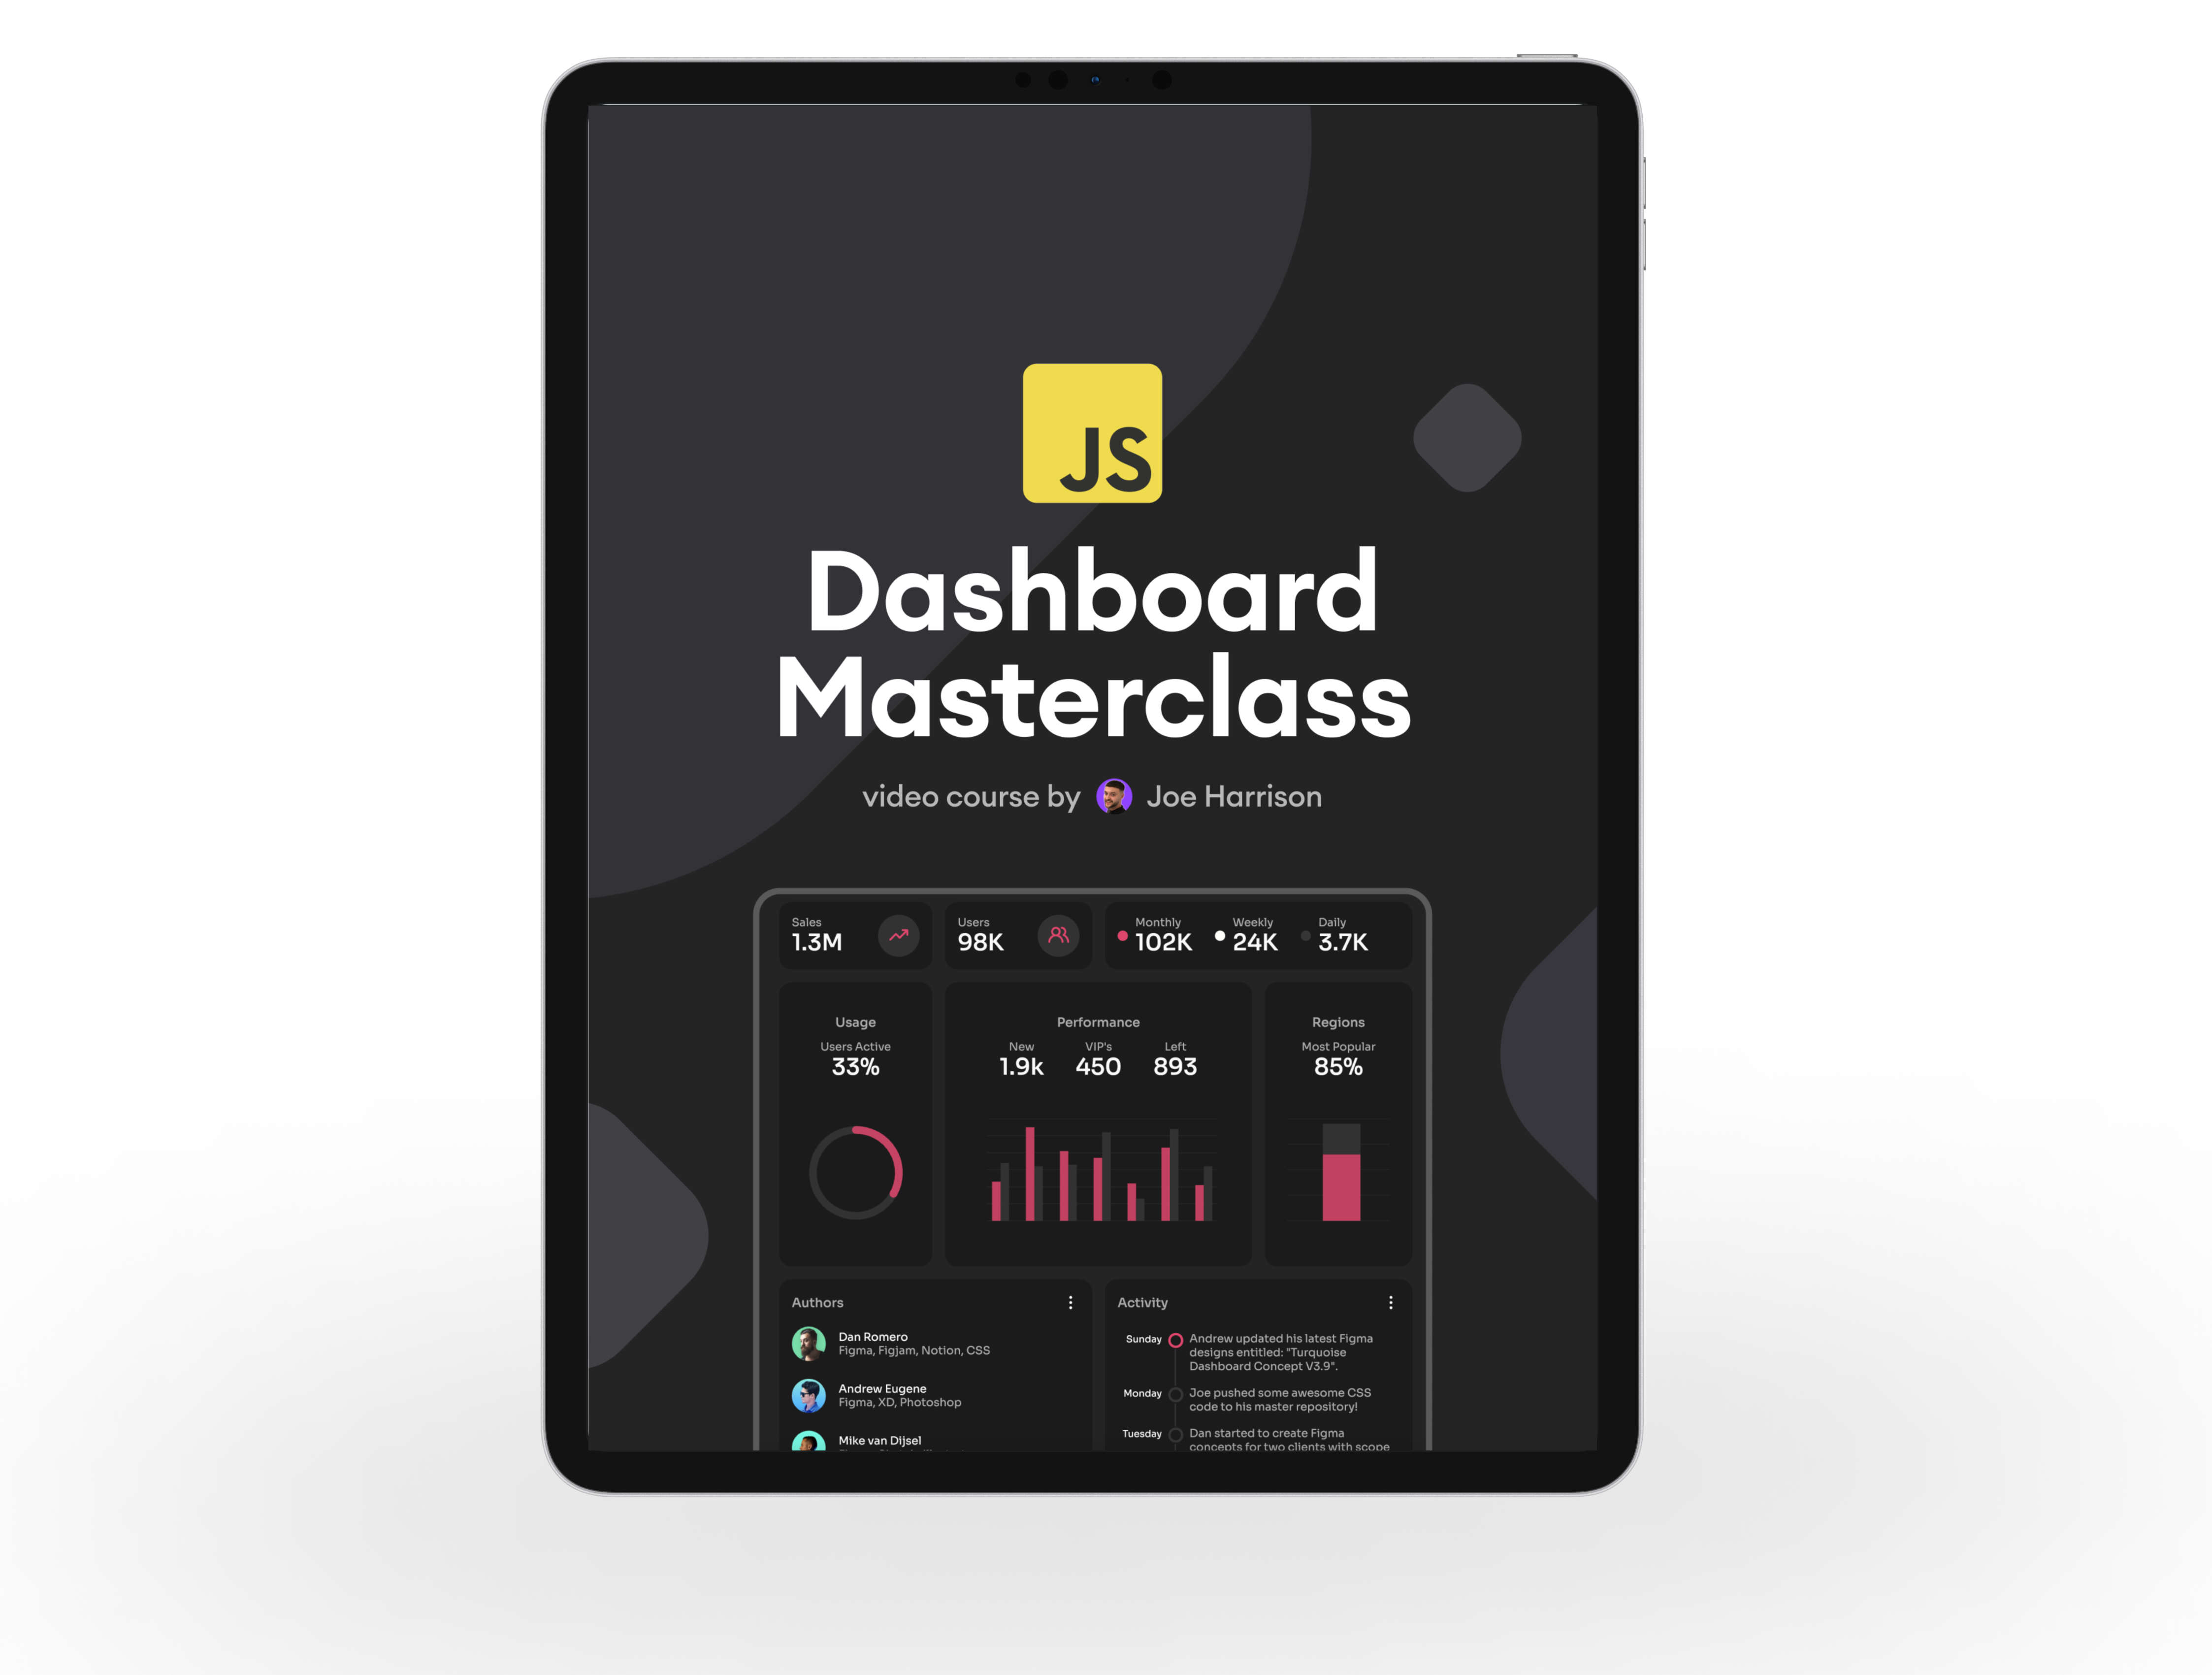 JS
Dashboard
Masterclass
video course by Joe Harrison
Sales
1.3M
Users
98K
Monthly
102K
Weekly
24K
Daily
3.7K
Usage
Users Active
33%
Performance
New
1.9k
VIP's
450
Left
893
Regions
Most Popular
85%
Authors
Dan Romero
Figma, Figjam, Notion, CSS
Andrew Eugene
Figma, XD, Photoshop
Mike van Dijsel
Activity
Sunday
Andrew updated his latest Figma
designs entitled: "Turquoise
Dashboard Concept V3.9".
Monday
Joe pushed some awesome CSS
code to his master repository!
Tuesday
Dan started to create Figma
concepts for two clients with scope